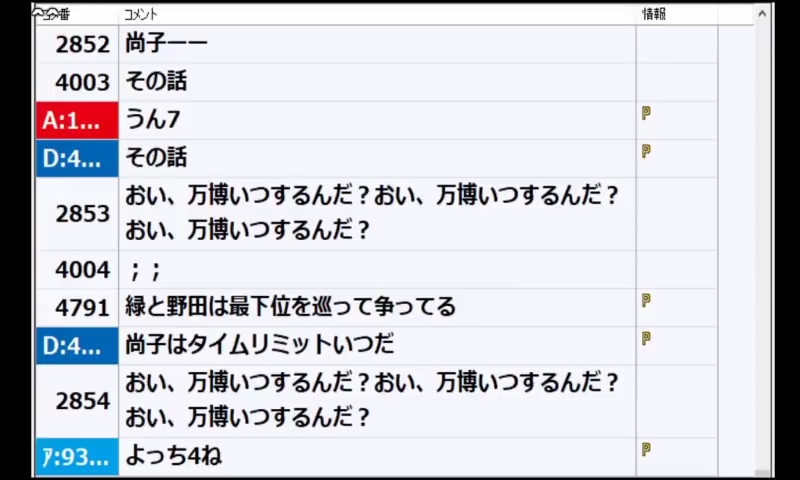 番 コメント 情報
2852 尚子ーー
4003 その話
A:1... うん7 P
D:4... その話 P
2853 おい、万博いつするんだ？おい、万博いつするんだ？
おい、万博いつするんだ？
4004 ；；
4791 緑と野田は最下位を巡って争ってる P
D:4... 尚子はタイムリミットいつだ P
2854 おい、万博いつするんだ？おい、万博いつするんだ？
おい、万博いつするんだ？
ｱ:93... よっち4ね P